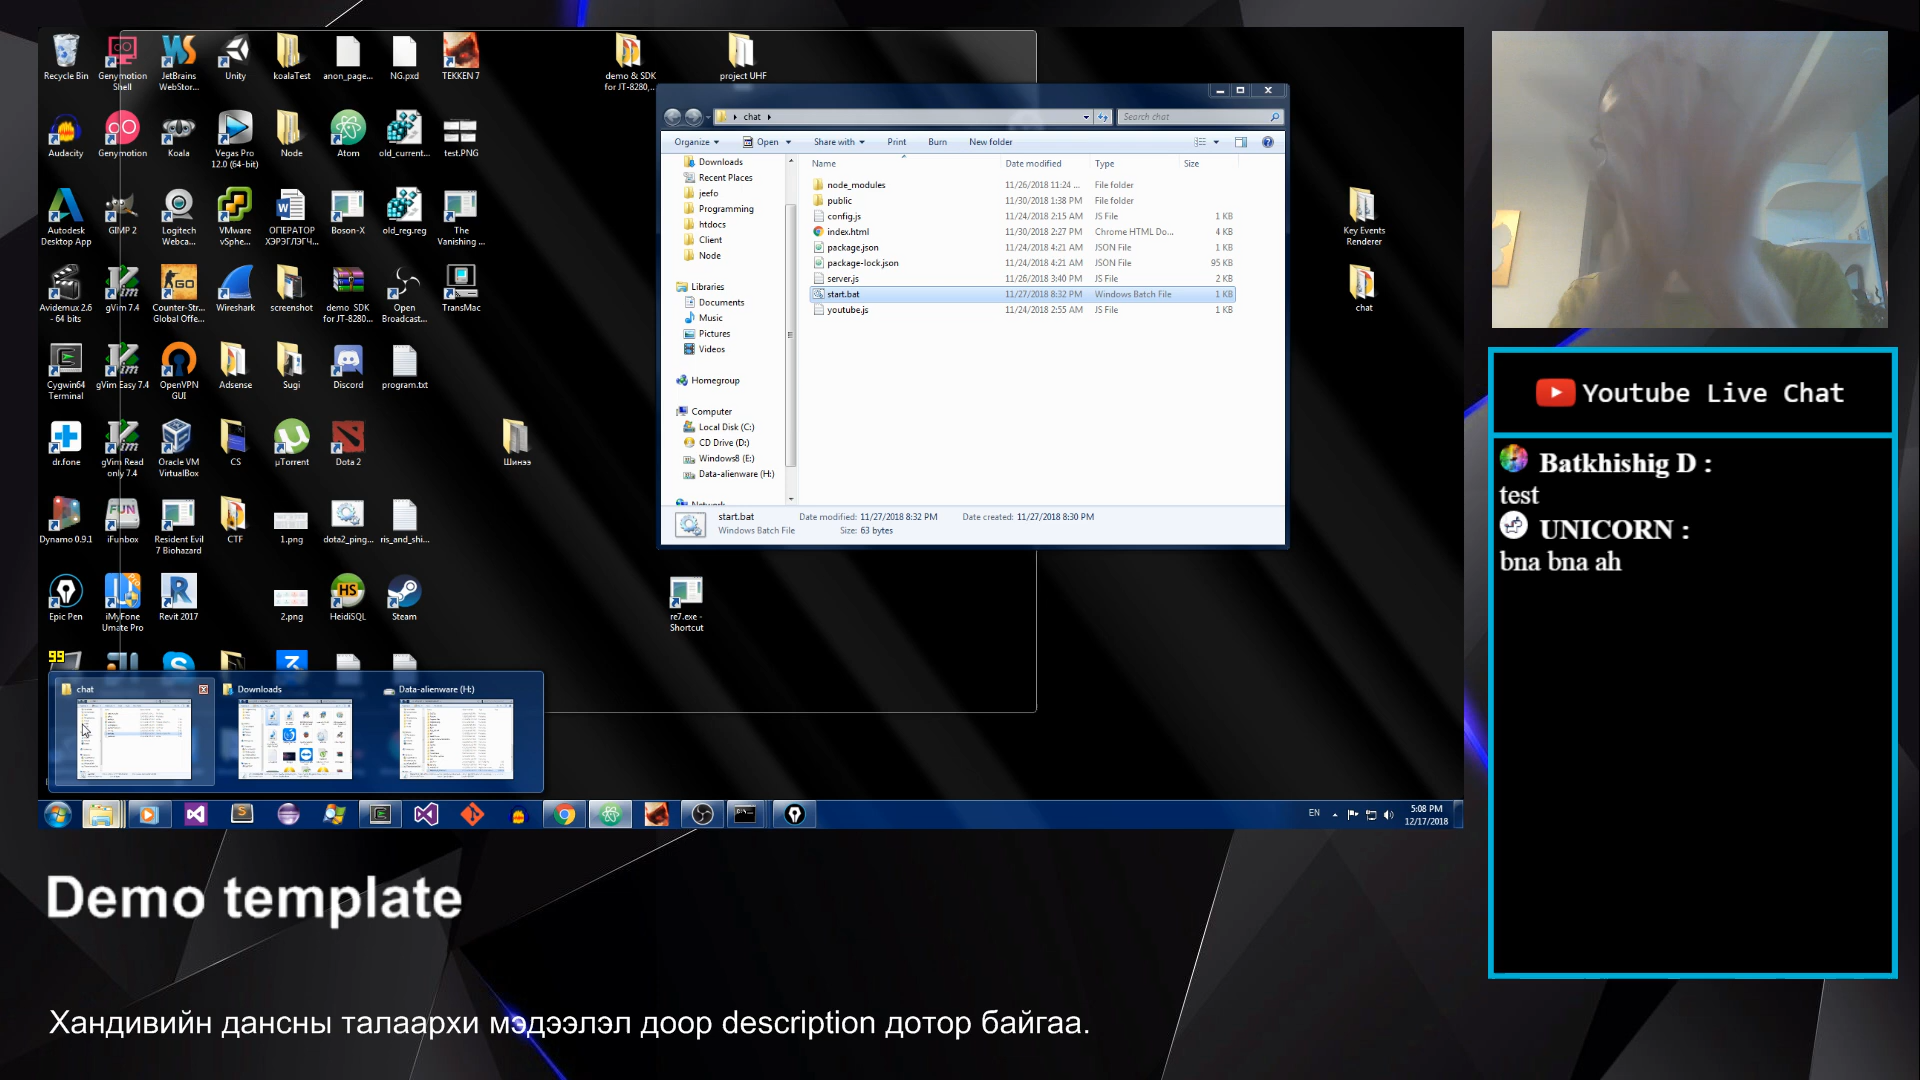 Recycle Bin
Genymotion Shell
JetBrains WebStor...
Unity
koalaTest
anon_page...
NG.pxd
TEKKEN 7
demo & SDK for JT-8280,...
project UHF
Audacity
Genymotion
Koala
Vegas Pro 12.0 (64-bit)
Node
Atom
old_current...
test.PNG
Autodesk Desktop App
GIMP 2
Logitech Webca...
VMware vSphe...
ОПЕРАТОР ХЭРЭГЛЭГЧ...
Boson-X
old_reg.reg
The Vanishing ...
Key Events Renderer
Avidemux 2.6 - 64 bits
gVim 7.4
Counter-Str... Global Offe...
Wireshark
screenshot
demo SDK for JT-8280...
Open Broadcast...
TransMac
chat
Cygwin64 Terminal
gVim Easy 7.4
OpenVPN GUI
Adsense
Sugi
Discord
program.txt
dr.fone
gVim Read only 7.4
Oracle VM VirtualBox
CS
µTorrent
Dota 2
Шинээ
Dynamo 0.9.1
iFunbox
Resident Evil 7 Biohazard
CTF
1.png
dota2_ping...
ris_and_shi...
Epic Pen
iMyFone Umate Pro
Revit 2017
2.png
HeidiSQL
Steam
re7.exe - Shortcut
99
chat
Search chat
Organize
Open
Share with
Print
Burn
New folder
Downloads
Recent Places
jeefo
Programming
htdocs
Client
Node
Libraries
Documents
Music
Pictures
Videos
Homegroup
Computer
Local Disk (C:)
CD Drive (D:)
Windows8 (E:)
Data-alienware (H:)
Name Date modified Type Size
node_modules 11/26/2018 11:24 ... File folder
public 11/30/2018 1:38 PM File folder
config.js 11/24/2018 2:15 AM JS File 1 KB
index.html 11/30/2018 2:27 PM Chrome HTML Do... 4 KB
package.json 11/24/2018 4:21 AM JSON File 1 KB
package-lock.json 11/24/2018 4:21 AM JSON File 95 KB
server.js 11/26/2018 3:40 PM JS File 2 KB
start.bat 11/27/2018 8:32 PM Windows Batch File 1 KB
youtube.js 11/24/2018 2:55 AM JS File 1 KB
start.bat Date modified: 11/27/2018 8:32 PM Date created: 11/27/2018 8:30 PM
Windows Batch File Size: 63 bytes
chat
Downloads
Data-alienware (H:)
EN
5:08 PM
12/17/2018
Youtube Live Chat
Batkhishig D :
test
UNICORN :
bna bna ah
Demo template
Хандивийн дансны талаархи мэдээлэл доор description дотор байгаа.